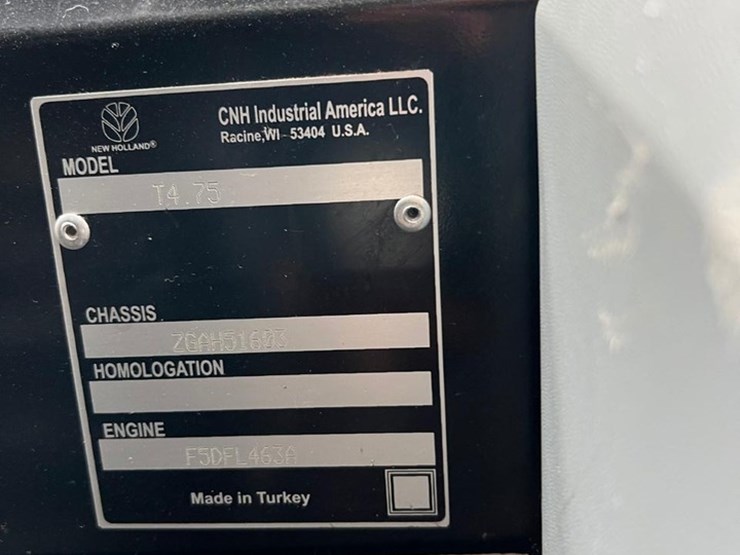 CNH Industrial America LLC.
Racine,WI 53404 U.S.A.
NEW HOLLAND®
MODEL
T4.75
CHASSIS
ZGAH51603
HOMOLOGATION
ENGINE
F5DFL463A
Made in Turkey